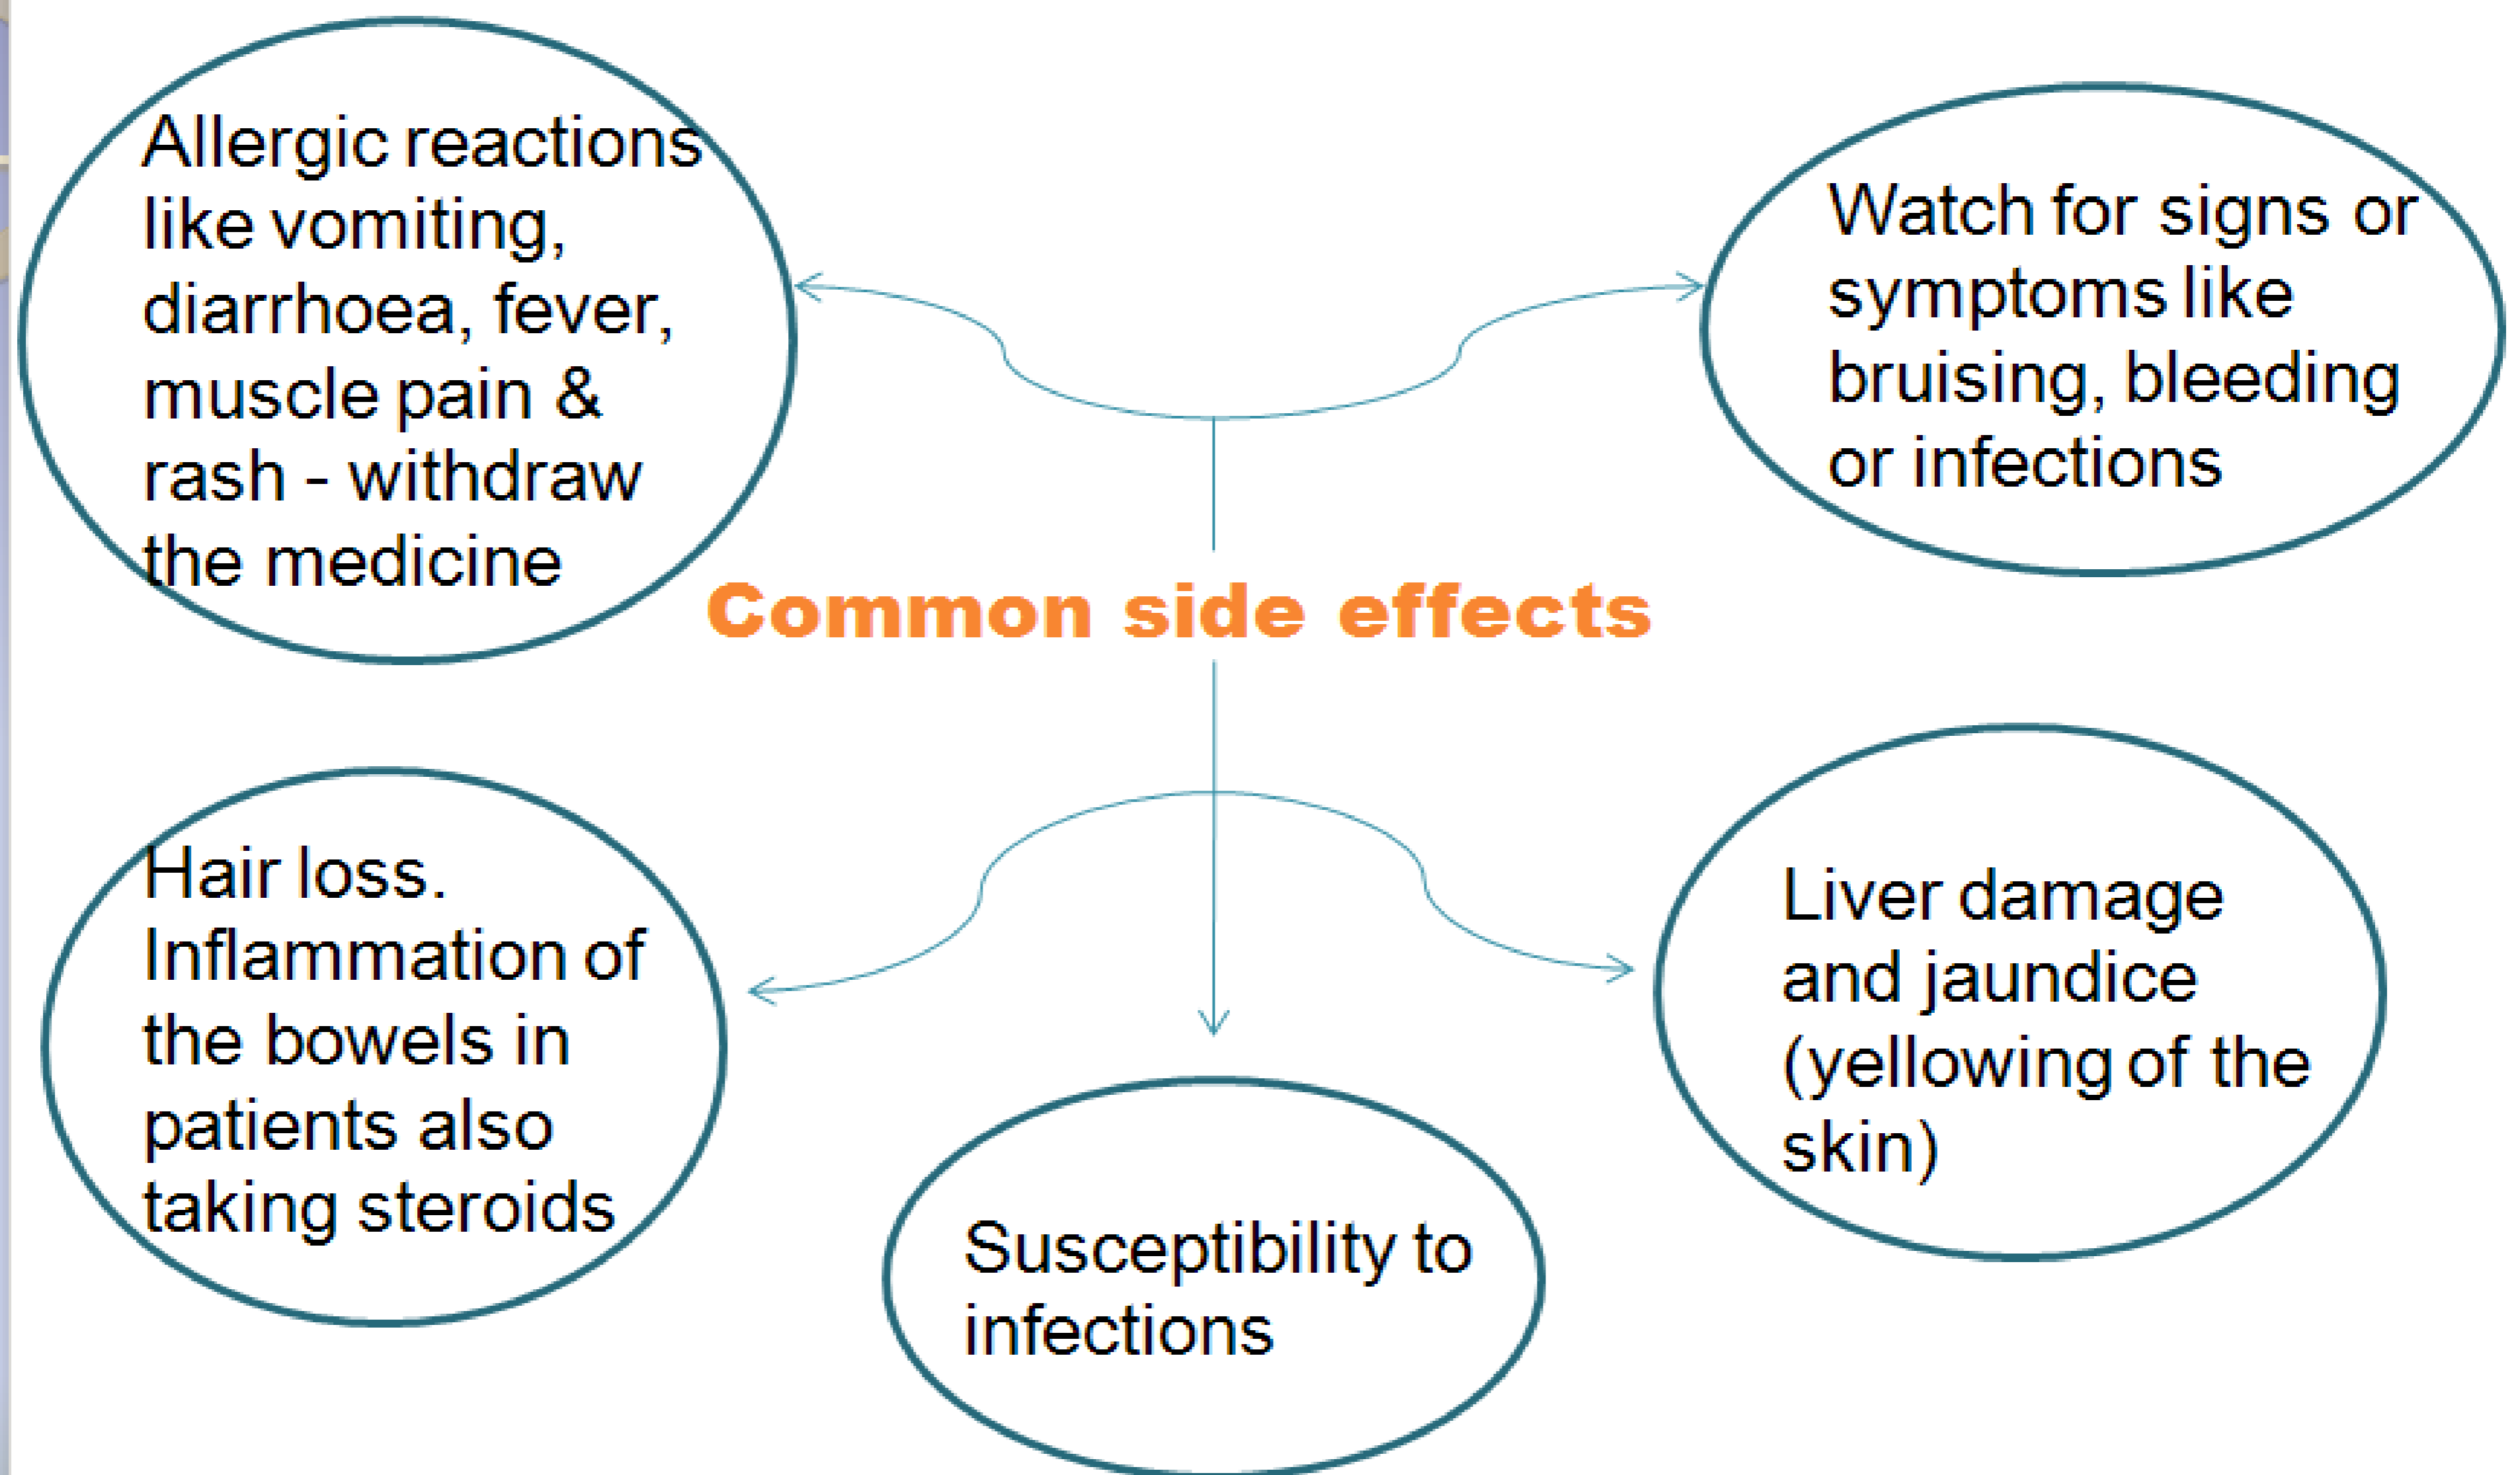 Allergic reactions
like vomiting,
diarrhoea, fever,
muscle pain &
rash - withdraw
the medicine
Watch for signs or
symptoms like
bruising, bleeding
or infections
Common side effects
Hair loss.
Inflammation of
the bowels in
patients also
taking steroids
Susceptibility to
infections
Liver damage
and jaundice
(yellowing of the
skin)